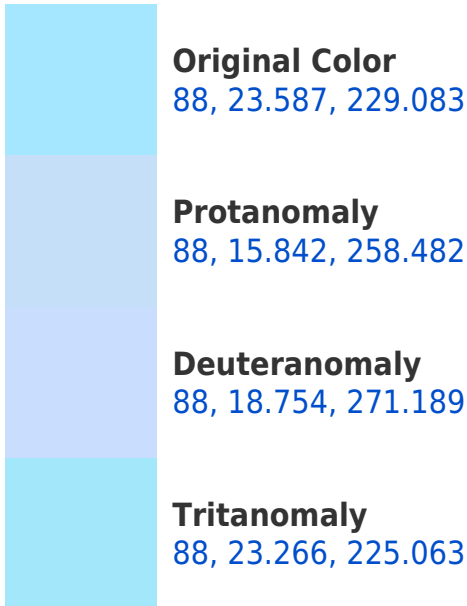 Original Color
88, 23.587, 229.083
Protanomaly
88, 15.842, 258.482
Deuteranomaly
88, 18.754, 271.189
Tritanomaly
88, 23.266, 225.063